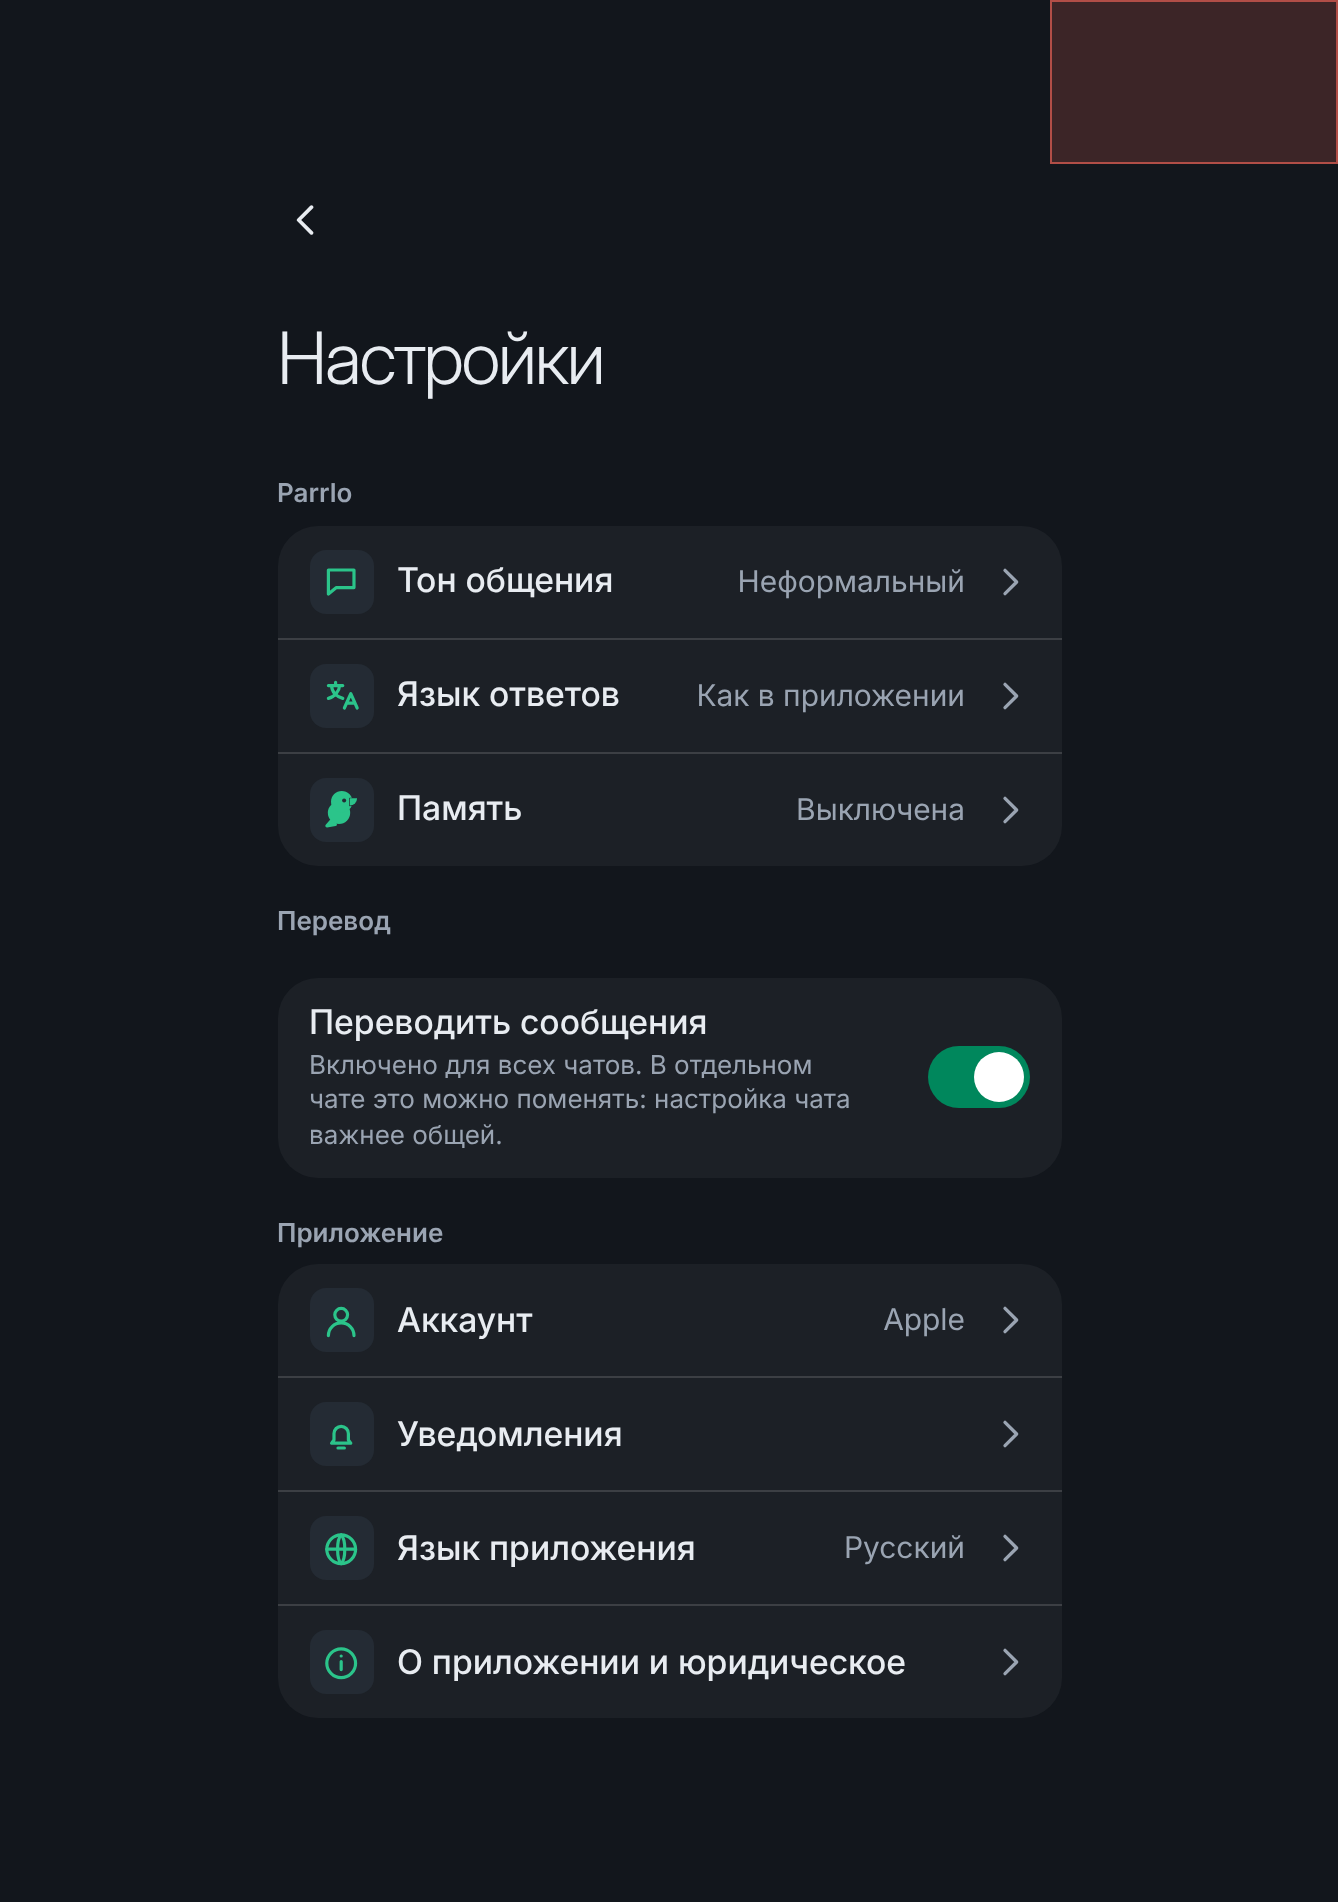 Настройки
Parrlo
Тон общения Неформальный
Язык ответов Как в приложении
Память Выключена
Перевод
Переводить сообщения
Включено для всех чатов. В отдельном
чате это можно поменять: настройка чата
важнее общей.
Приложение
Аккаунт Apple
Уведомления
Язык приложения Русский
О приложении и юридическое